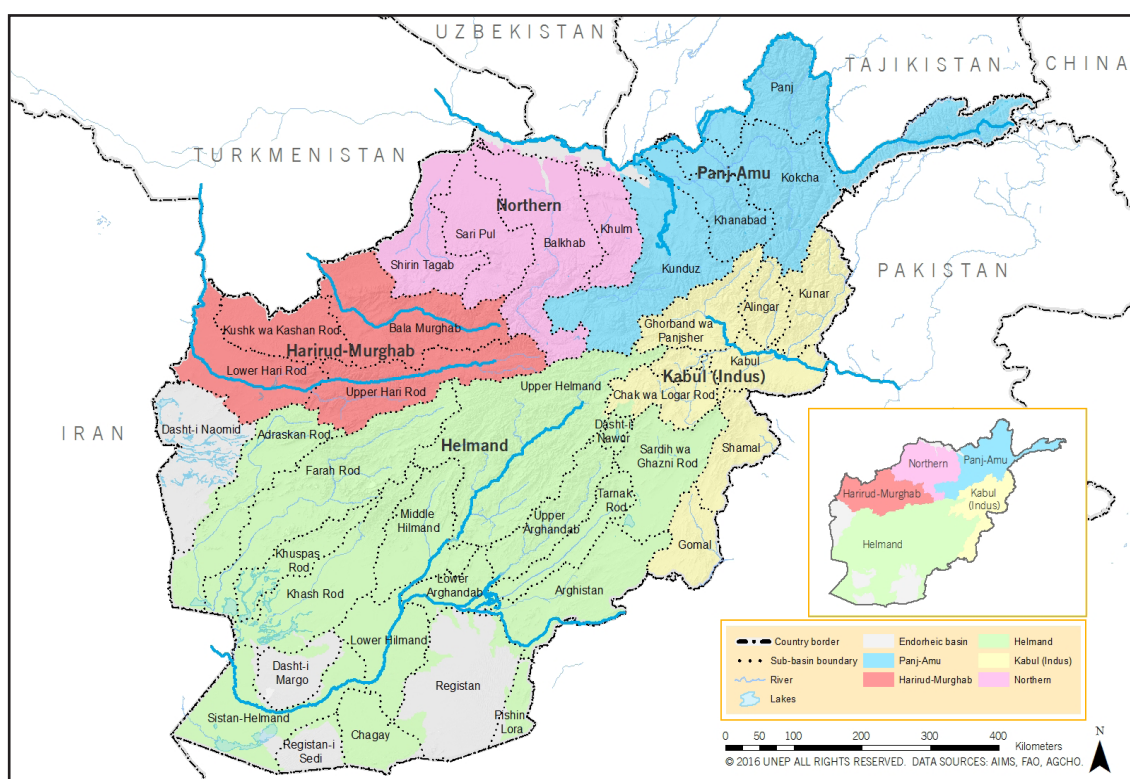 UZBEKISTAN
TAJIKISTAN
CHINA
TURKMENISTAN
PAKISTAN
IRAN
Panj
Panj-Amu
Kokcha
Khanabad
Kunduz
Northern
Sari Pul
Balkhab
Khulm
Shirin Tagab
Kunar
Alingar
Ghorband wa
Panjsher
Kabul
Kabul (Indus)
Chak wa Logar Rod
Kushk wa Kashan Rod
Bala Murghab
Harirud-Murghab
Lower Hari Rod
Upper Hari Rod
Upper Helmand
Dasht-i Naomid
Adraskan Rod
Helmand
Dasht-i
Nawor
Sardih wa
Ghazni Rod
Shamal
Farah Rod
Tarnak
Rod
Middle
Hilmand
Upper
Arghandab
Gomal
Khuspas
Rod
Khash Rod
Lower
Arghandab
Arghistan
Lower Hilmand
Dasht-i
Margo
Registan
Sistan-Helmand
Pishin
Lora
Chagay
Registan-i
Sedi
Northern
Panj-Amu
Harirud-Murghab
Kabul
(Indus)
Helmand
Country border
Sub-basin boundary
River
Lakes
Endorheic basin
Panj-Amu
Harirud-Murghab
Helmand
Kabul (Indus)
Northern
0 50 100 200 300 400
Kilometers
N
© 2016 UNEP ALL RIGHTS RESERVED. DATA SOURCES: AIMS, FAO, AGCHO.